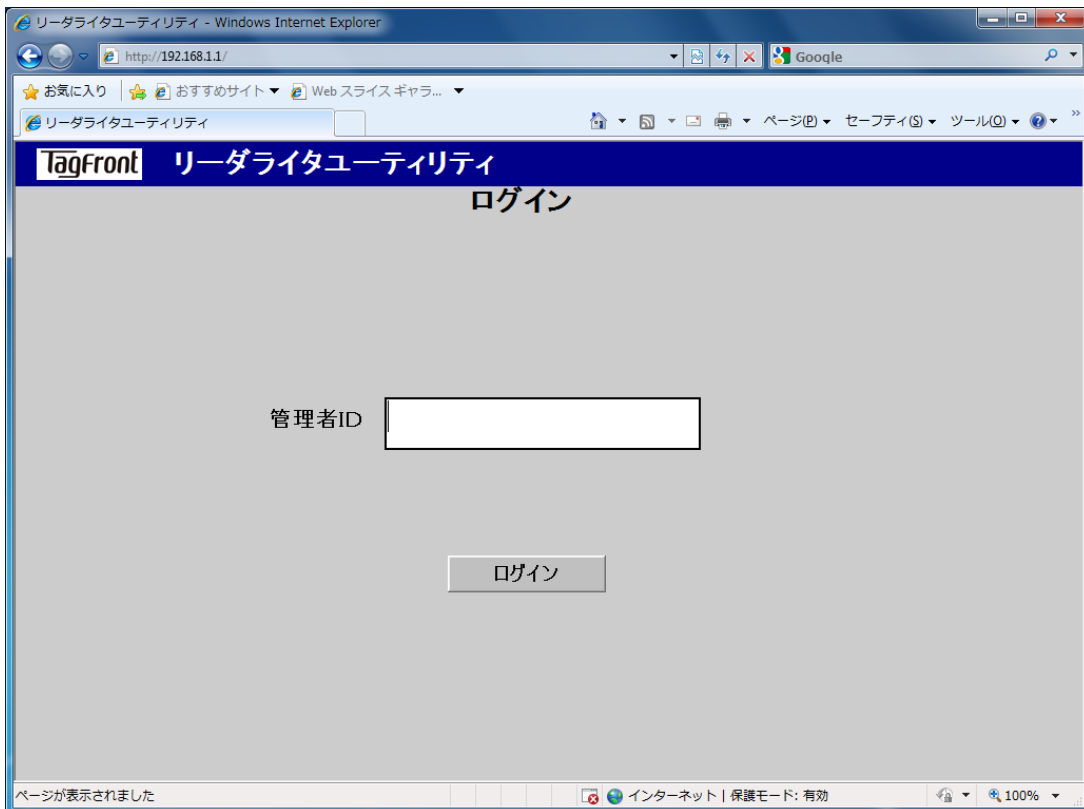 リーダライタユーティリティ - Windows Internet Explorer
http://192.168.1.1/
Google
お気に入り おすすめサイト Web スライス ギャラ...
リーダライタユーティリティ ページ(P) セーフティ(S) ツール(O)
TagFront リーダライタユーティリティ
ログイン
管理者ID
ログイン
ページが表示されました インターネット | 保護モード: 有効 100%